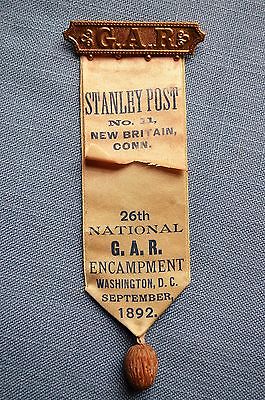 G.A.R.
STANLEY POST
No. 11,
NEW BRITAIN,
CONN.
26th
NATIONAL
G. A. R.
ENCAMPMENT
WASHINGTON, D. C.
SEPTEMBER,
1892.